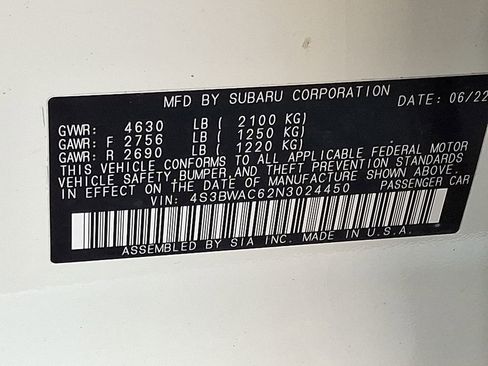 MFD BY SUBARU CORPORATION DATE: 06/22
GVWR: 4630 LB ( 2100 KG)
GAWR: F 2756 LB ( 1250 KG)
GAWR: R 2690 LB ( 1220 KG)
THIS VEHICLE CONFORMS TO ALL APPLICABLE FEDERAL MOTOR
VEHICLE SAFETY,BUMPER,AND THEFT PREVENTION STANDARDS
IN EFFECT ON THE DATE OF MANUFACTURE SHOWN ABOVE.
VIN: 4S3BWAC62N3024450 PASSENGER CAR
ASSEMBLED BY SIA INC. MADE IN U.S.A.